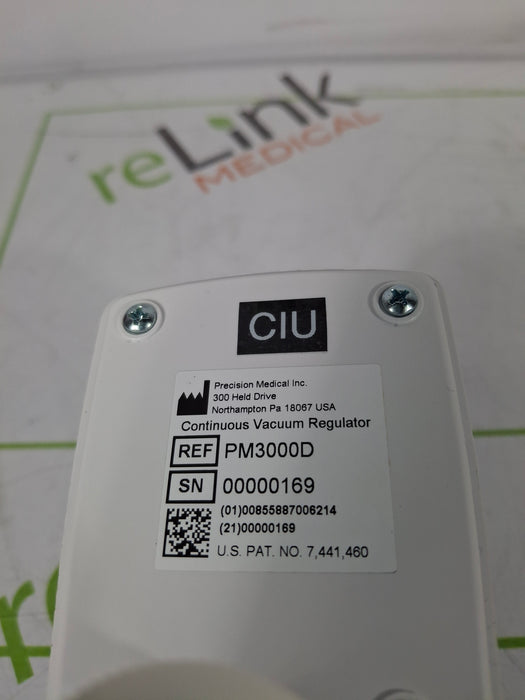 reLink
MEDICAL
CIU
Precision Medical Inc.
300 Held Drive
Northampton Pa 18067 USA
Continuous Vacuum Regulator
REF PM3000D
SN 00000169
(01)00855887006214
(21)00000169
U.S. PAT. NO. 7,441,460